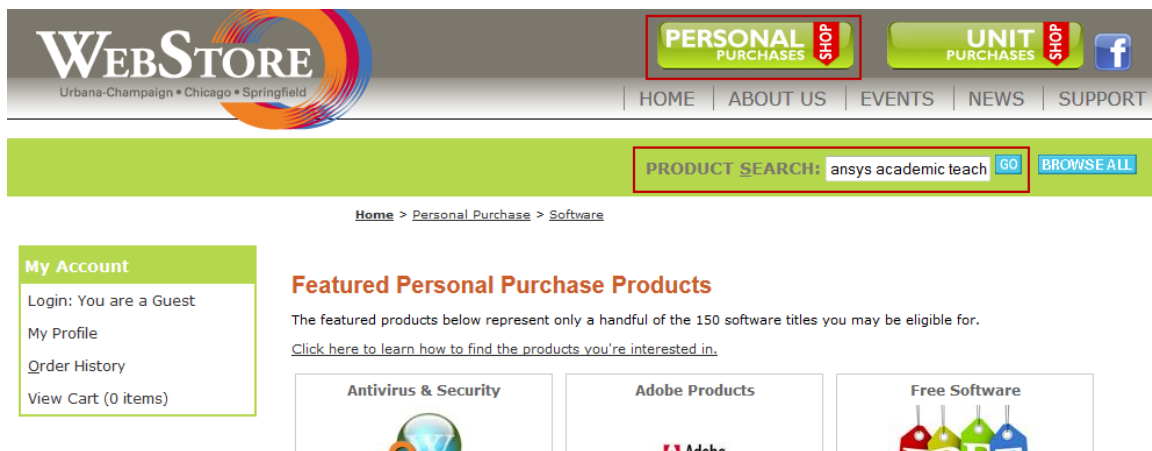 WEBSTORE
Urbana-Champaign • Chicago • Springfield
PERSONAL
PURCHASES
SHOP
UNIT
PURCHASES
SHOP
f
HOME | ABOUT US | EVENTS | NEWS | SUPPORT
PRODUCT SEARCH: ansys academic teach GO BROWSE ALL
Home > Personal Purchase > Software
My Account
Login: You are a Guest
My Profile
Order History
View Cart (0 items)
Featured Personal Purchase Products
The featured products below represent only a handful of the 150 software titles you may be eligible for.
Click here to learn how to find the products you're interested in.
Antivirus & Security
Adobe Products
Adobe
Free Software